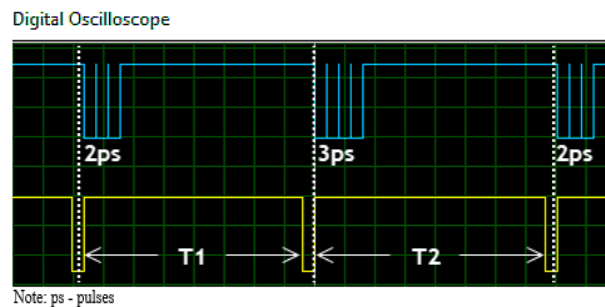 Digital Oscilloscope
2ps 3ps 2ps
T1 T2
Note: ps - pulses